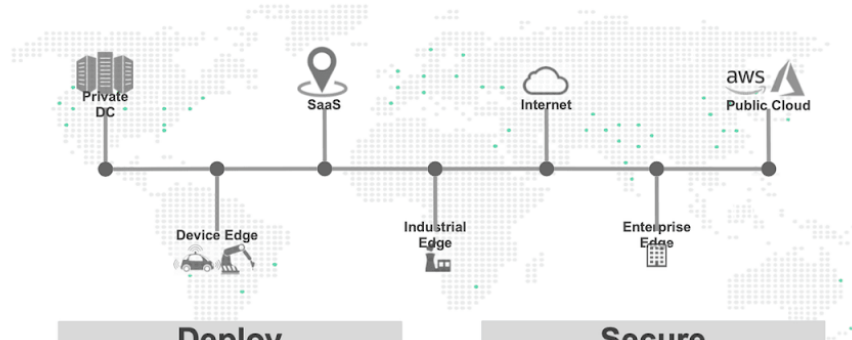 Private
DC
SaaS
Internet
aws
Public Cloud
Device Edge
Industrial
Edge
Enterprise
Edge
Deploy
Secure